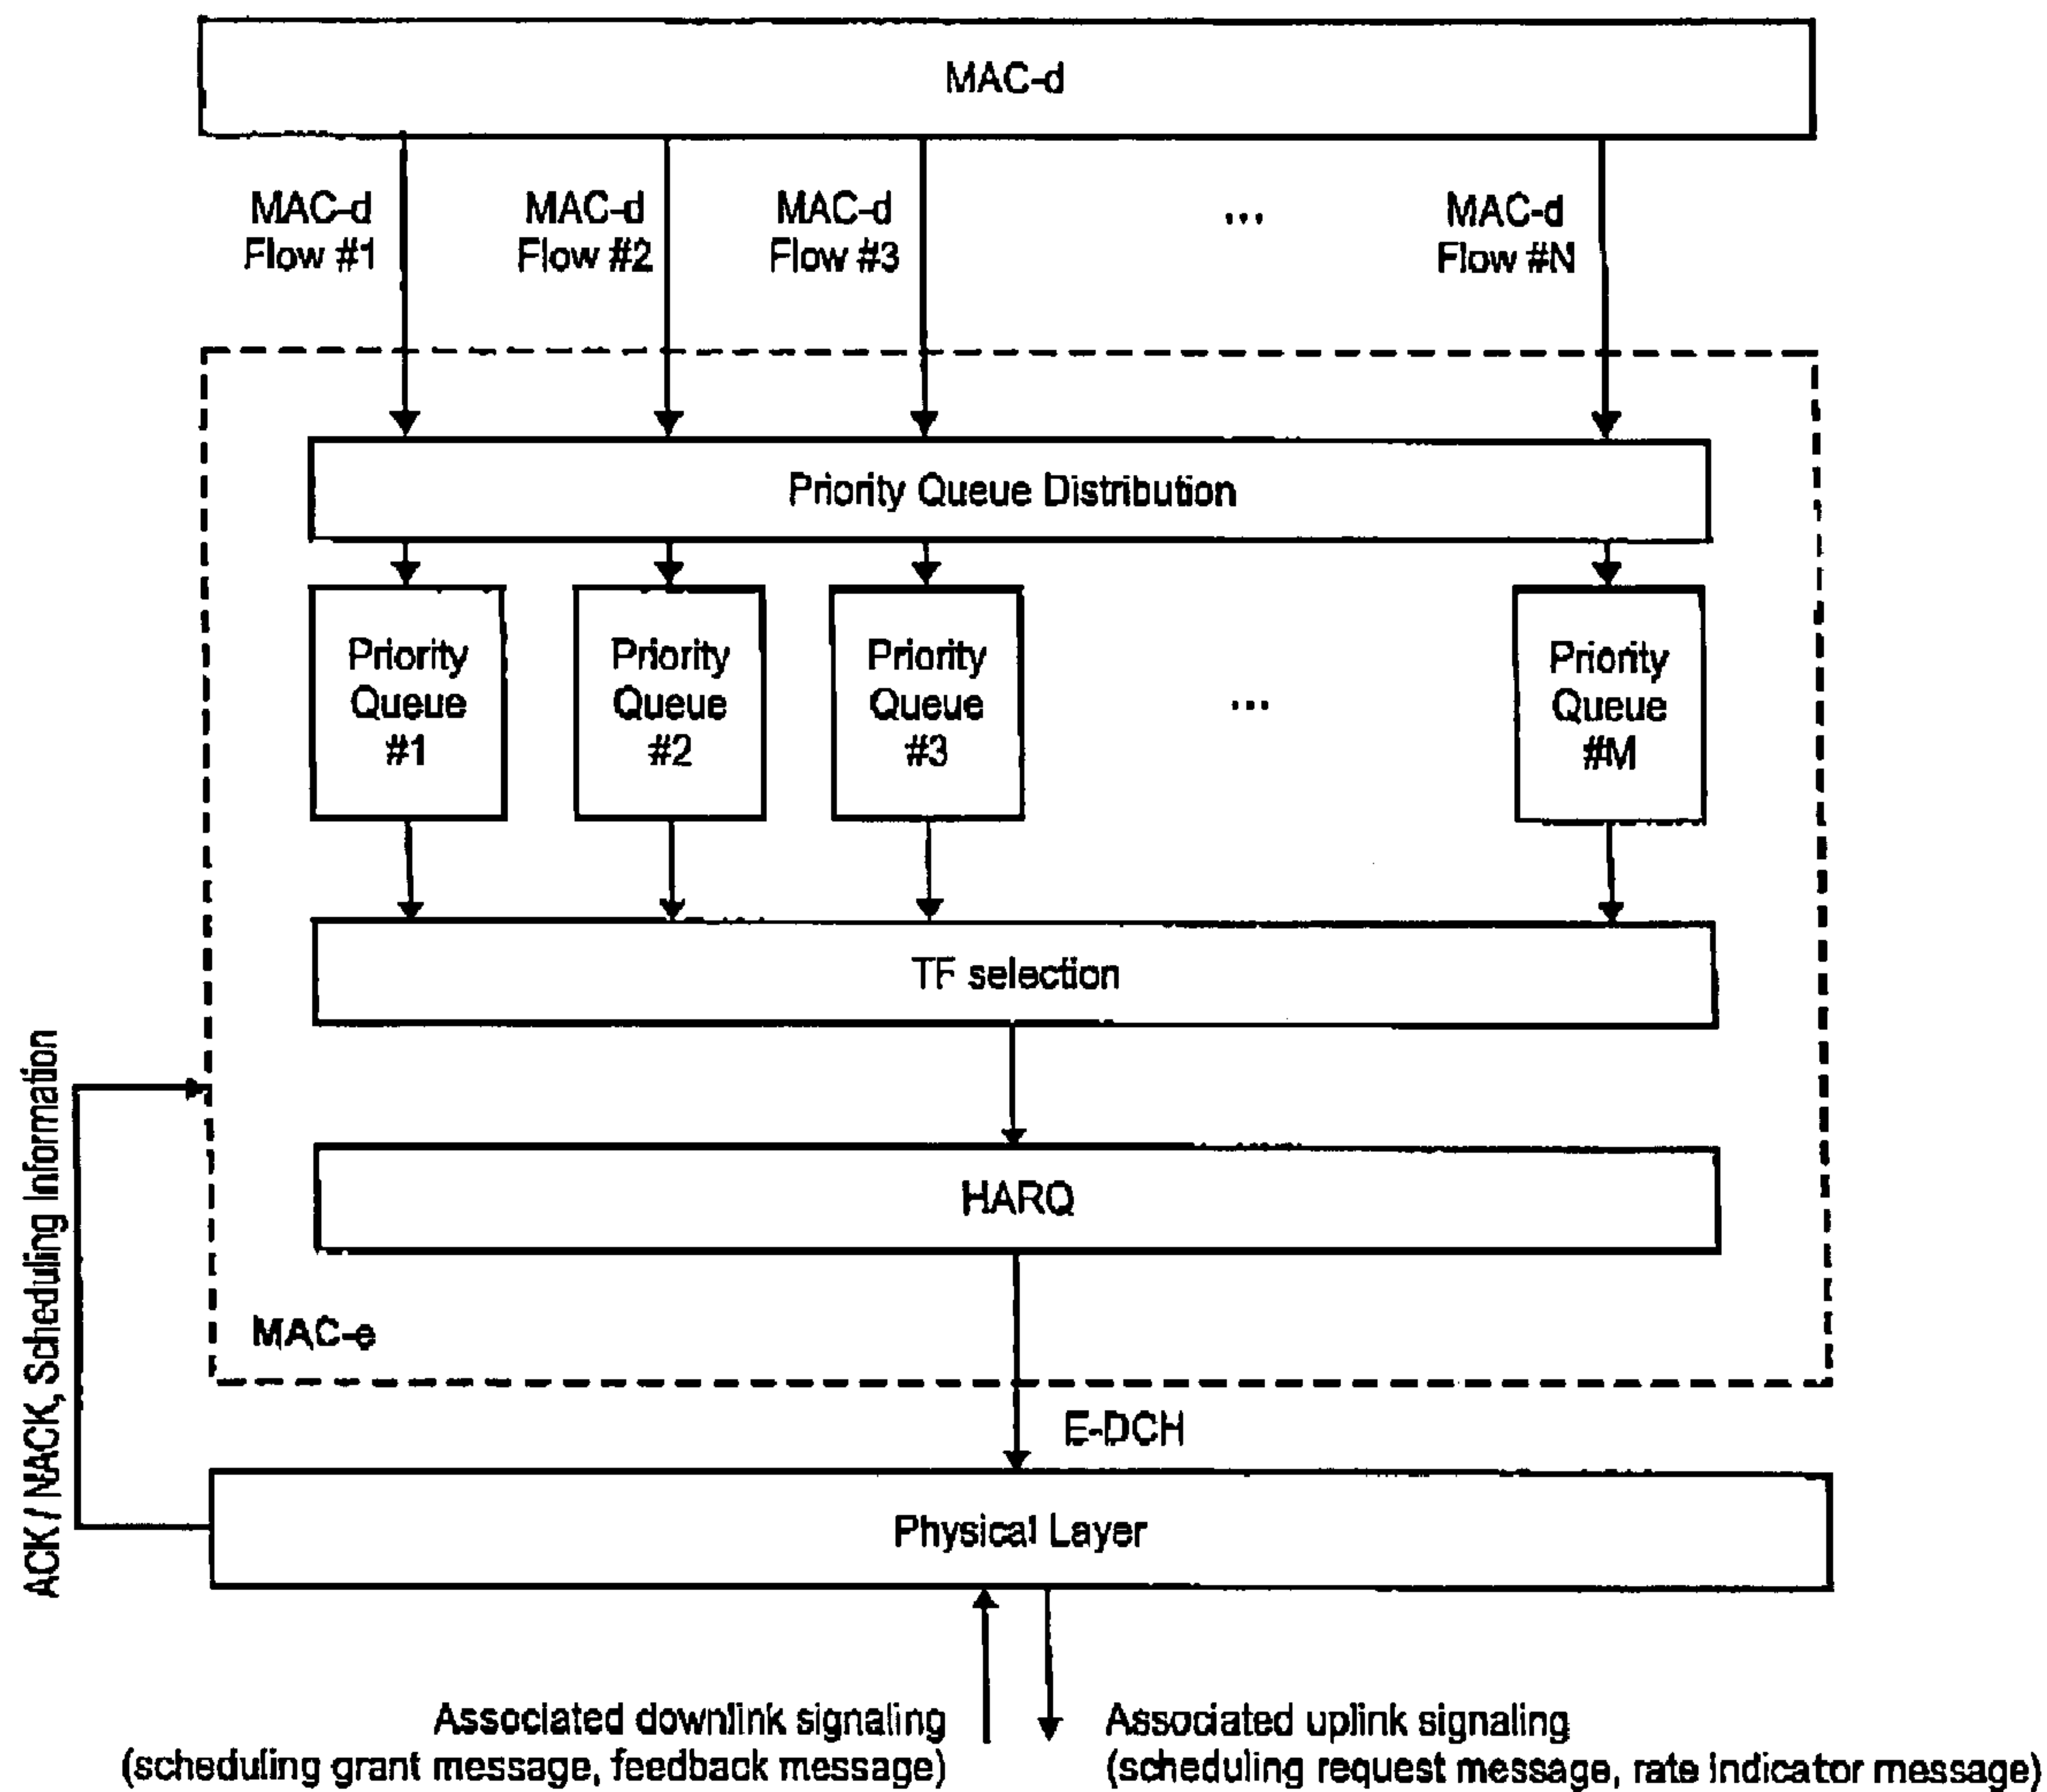 MAC-d
MAC-d
Flow #1
MAC-d
Flow #2
MAC-d
Flow #3
...
MAC-d
Flow #N
Priority Queue Distribution
Priority
Queue
#1
Priority
Queue
#2
Priority
Queue
#3
...
Priority
Queue
#M
TF selection
HARQ
MAC-e
ACK / NACK, Scheduling Information
E-DCH
Physical Layer
Associated downlink signaling
(scheduling grant message, feedback message)
Associated uplink signaling
(scheduling request message, rate indicator message)